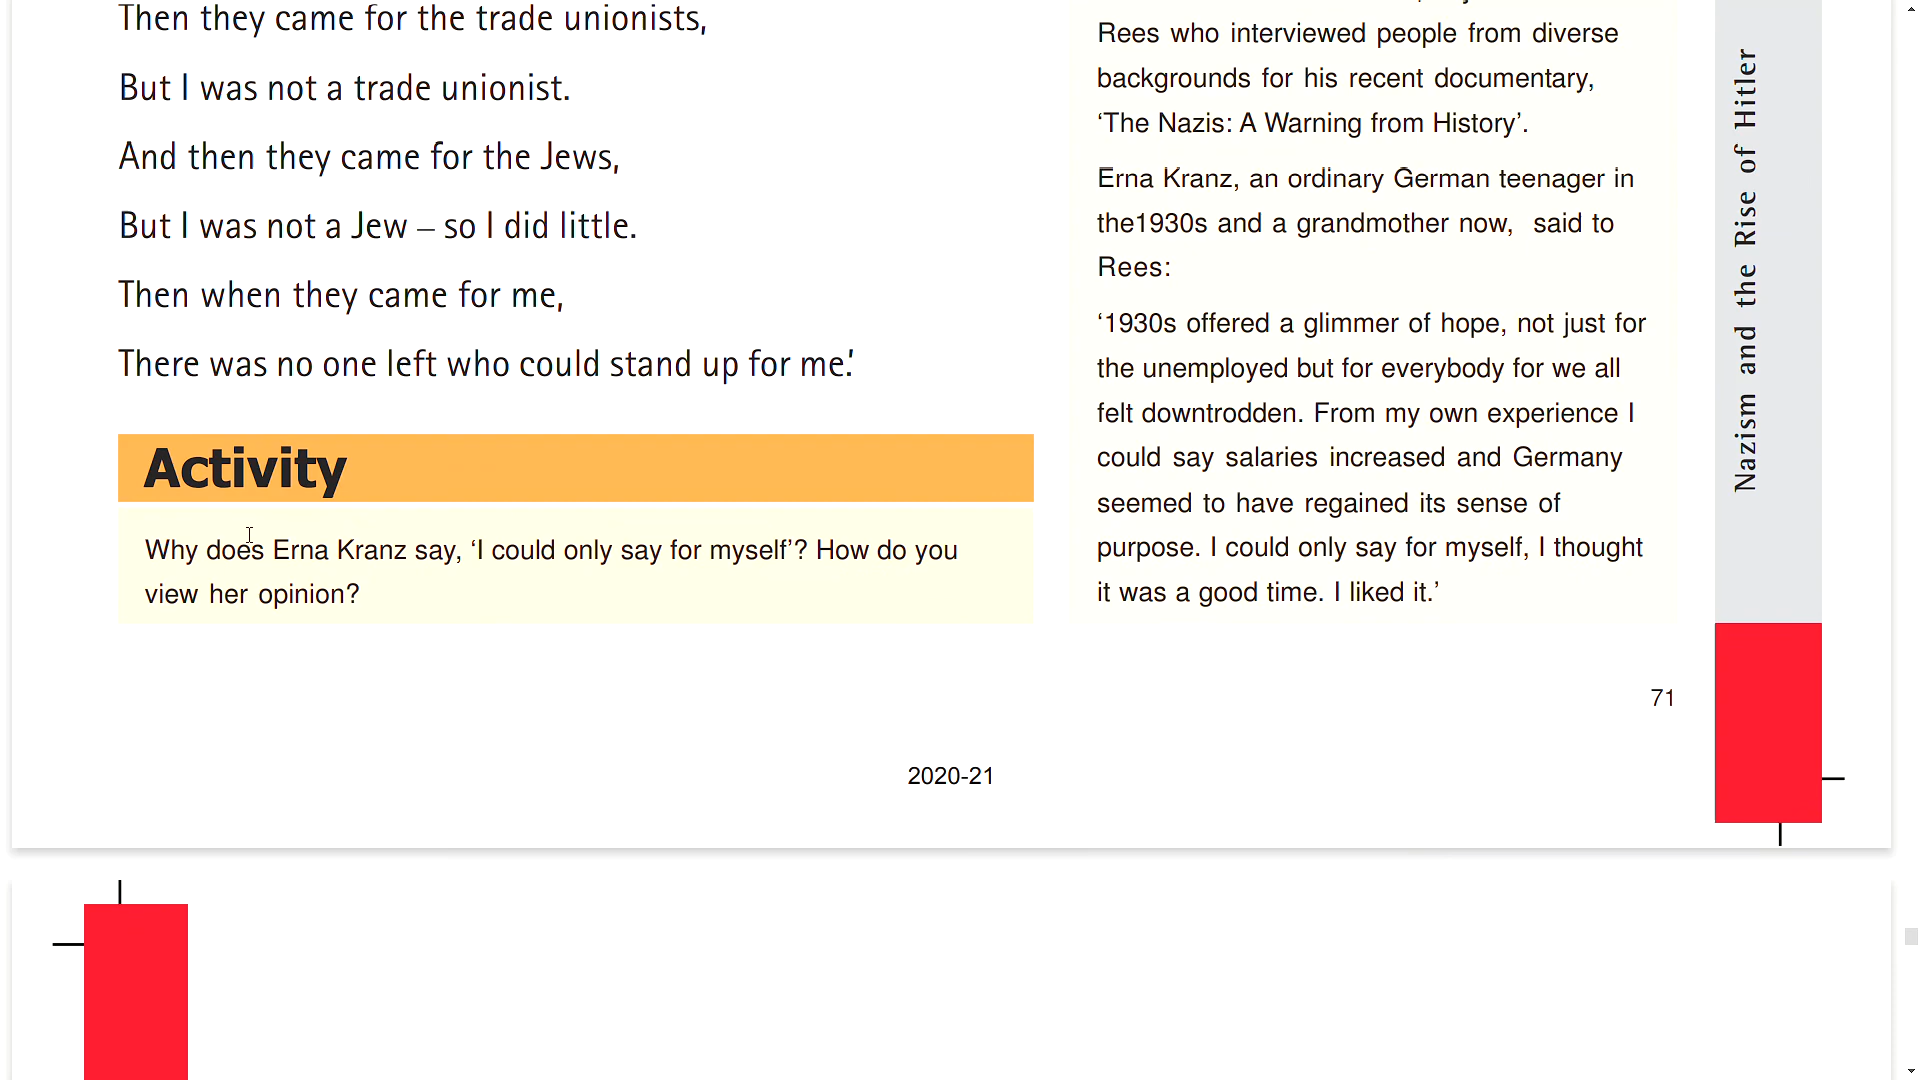 Then they came for the trade unionists,
But I was not a trade unionist.
And then they came for the Jews,
But I was not a Jew – so I did little.
Then when they came for me,
There was no one left who could stand up for me.’
Activity
Why does Erna Kranz say, ‘I could only say for myself’? How do you
view her opinion?
Rees who interviewed people from diverse
backgrounds for his recent documentary,
‘The Nazis: A Warning from History’.
Erna Kranz, an ordinary German teenager in
the1930s and a grandmother now, said to
Rees:
‘1930s offered a glimmer of hope, not just for
the unemployed but for everybody for we all
felt downtrodden. From my own experience I
could say salaries increased and Germany
seemed to have regained its sense of
purpose. I could only say for myself, I thought
it was a good time. I liked it.’
Nazism and the Rise of Hitler
71
2020-21